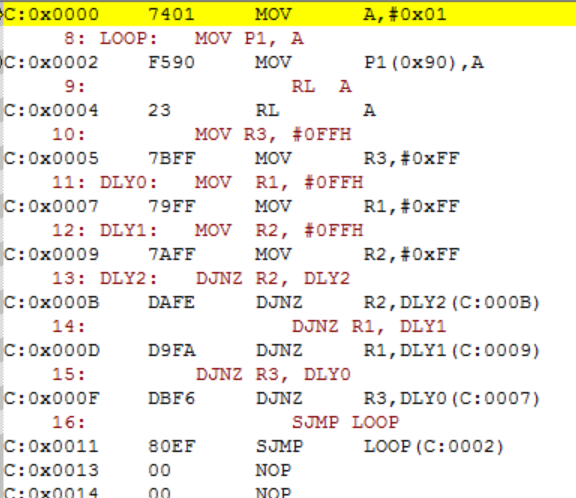 C:0x0000 7401 MOV A,#0x01
8: LOOP: MOV P1, A
C:0x0002 F590 MOV P1(0x90),A
9: RL A
C:0x0004 23 RL A
10: MOV R3, #0FFH
C:0x0005 7BFF MOV R3,#0xFF
11: DLY0: MOV R1, #0FFH
C:0x0007 79FF MOV R1,#0xFF
12: DLY1: MOV R2, #0FFH
C:0x0009 7AFF MOV R2,#0xFF
13: DLY2: DJNZ R2, DLY2
C:0x000B DAFE DJNZ R2,DLY2(C:000B)
14: DJNZ R1, DLY1
C:0x000D D9FA DJNZ R1,DLY1(C:0009)
15: DJNZ R3, DLY0
C:0x000F DBF6 DJNZ R3,DLY0(C:0007)
16: SJMP LOOP
C:0x0011 80EF SJMP LOOP(C:0002)
C:0x0013 00 NOP
C:0x0014 00 NOP